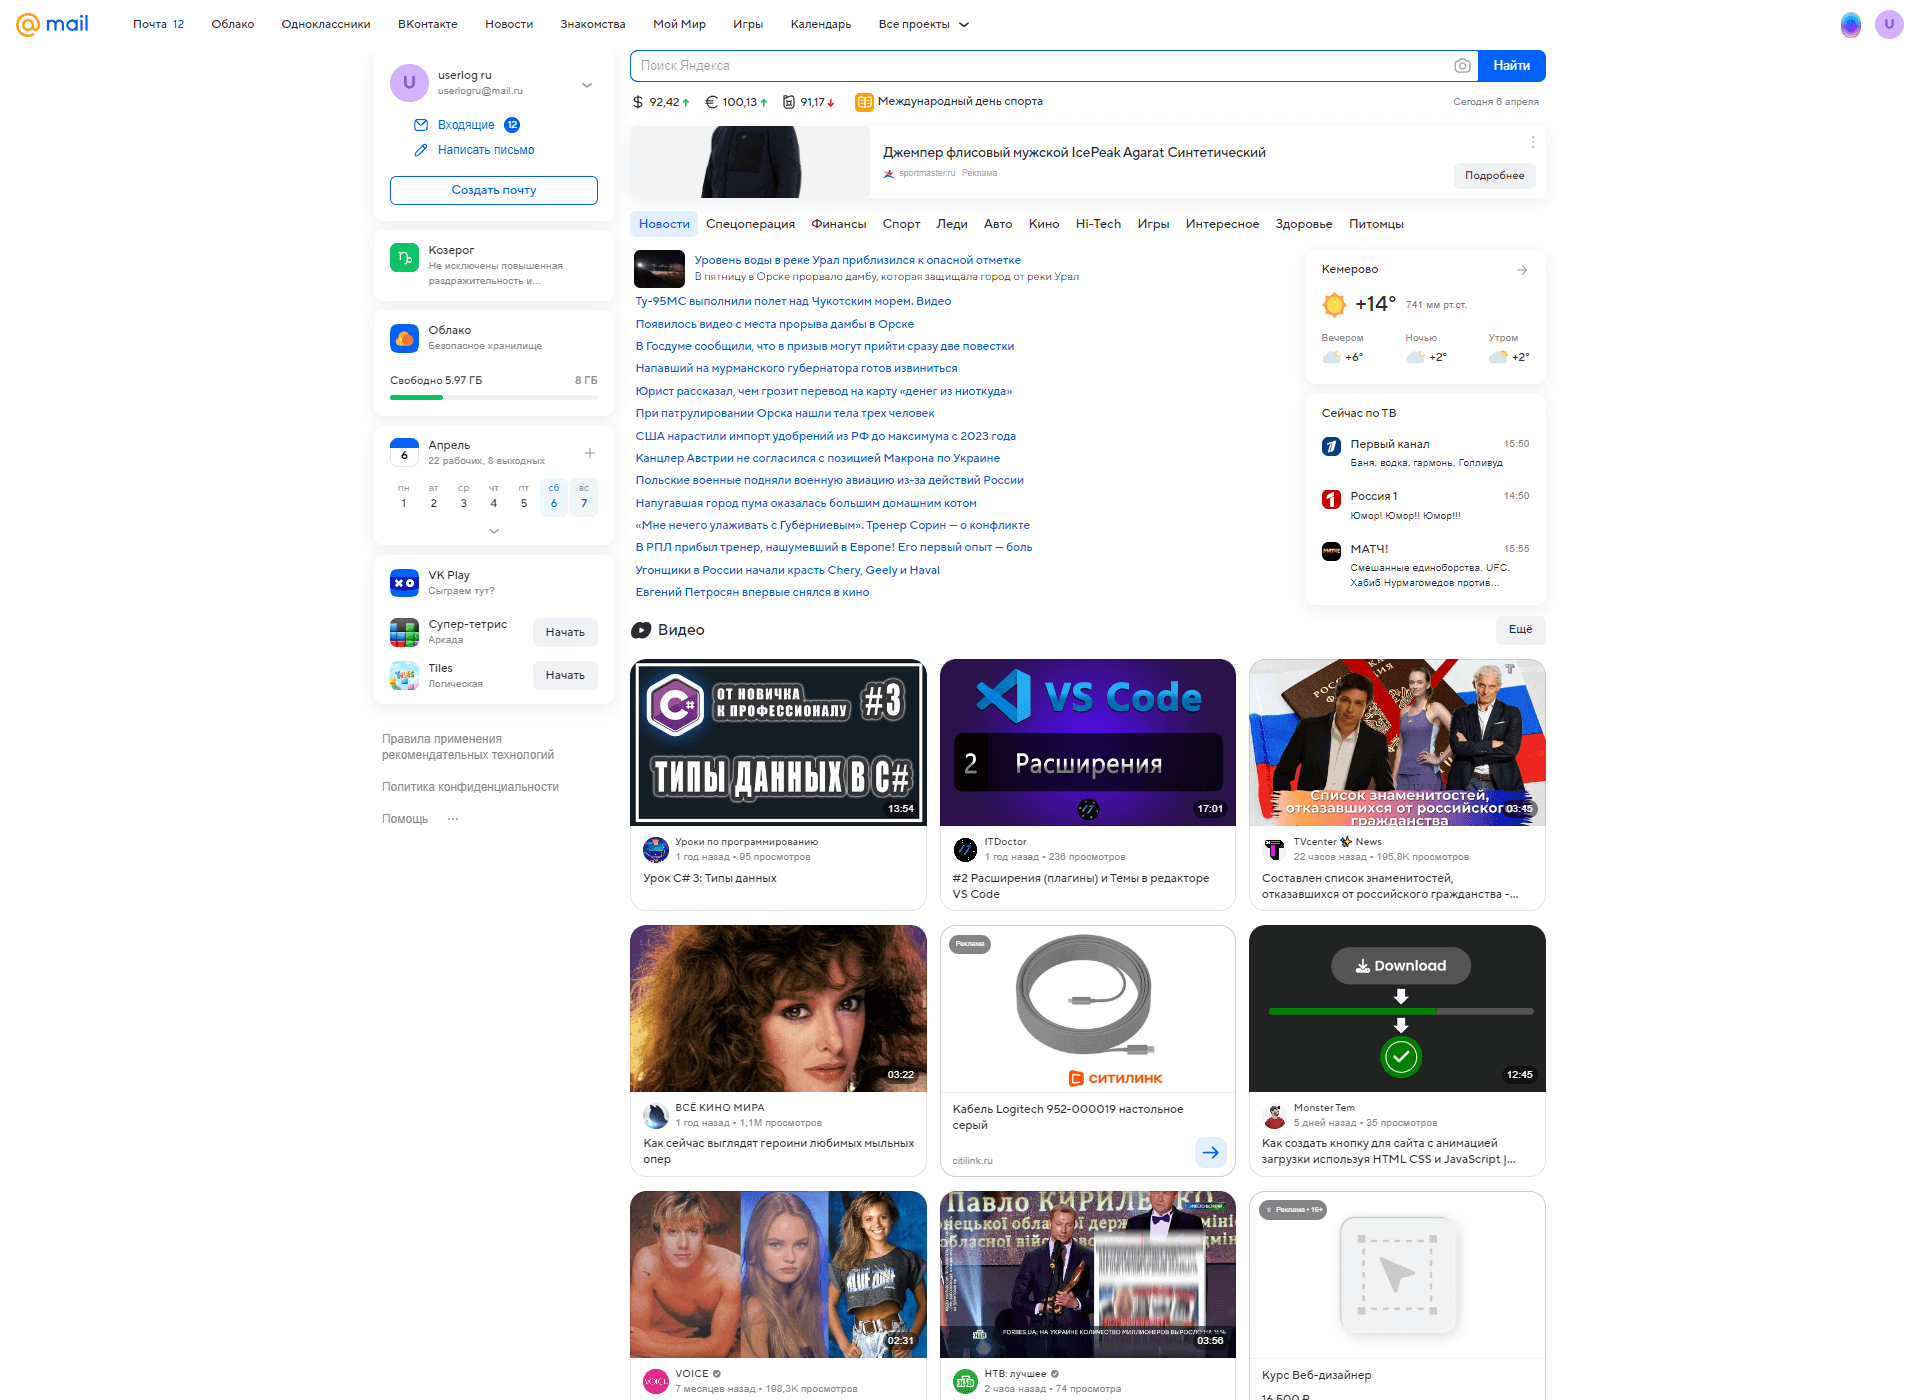 @mail
Почта 12 Облако Одноклассники ВКонтакте Новости Знакомства Мой Мир Игры Календарь Все проекты
U
U
userlog ru
userlogru@mail.ru
Входящие 12
Написать письмо
Создать почту
Козерог
Не исключены повышенная
раздражительность и...
Облако
Безопасное хранилище
Свободно 5.97 ГБ 8 ГБ
6
Апрель
22 рабочих, 8 выходных
пн вт ср чт пт сб вс
1 2 3 4 5 6 7
VK Play
Сыграем тут?
Супер-тетрис
Аркада
Начать
Tiles
Логическая
Начать
Правила применения
рекомендательных технологий
Политика конфиденциальности
Помощь ...
Поиск Яндекса
Найти
$ 92,42 € 100,13 91,17 Международный день спорта
Сегодня 6 апреля
Джемпер флисовый мужской IcePeak Agarat Синтетический
sportmaster.ru Реклама
Подробнее
Новости Спецоперация Финансы Спорт Леди Авто Кино Hi-Tech Игры Интересное Здоровье Питомцы
Уровень воды в реке Урал приблизился к опасной отметке
В пятницу в Орске прорвало дамбу, которая защищала город от реки Урал
Ту-95МС выполнили полет над Чукотским морем. Видео
Появилось видео с места прорыва дамбы в Орске
В Госдуме сообщили, что в призыв могут прийти сразу две повестки
Напавший на мурманского губернатора готов извиниться
Юрист рассказал, чем грозит перевод на карту «денег из ниоткуда»
При патрулировании Орска нашли тела трех человек
США нарастили импорт удобрений из РФ до максимума с 2023 года
Канцлер Австрии не согласился с позицией Макрона по Украине
Польские военные подняли военную авиацию из-за действий России
Напугавшая город пума оказалась большим домашним котом
«Мне нечего улаживать с Губерниевым». Тренер Сорин — о конфликте
В РПЛ прибыл тренер, нашумевший в Европе! Его первый опыт — боль
Угонщики в России начали красть Chery, Geely и Haval
Евгений Петросян впервые снялся в кино
Кемерово
+14° 741 мм рт.ст.
Вечером Ночью Утром
+6° +2° +2°
Сейчас по ТВ
Первый канал 15:50
Баня, водка, гармонь, Голливуд
Россия 1 14:50
Юмор! Юмор!! Юмор!!!
МАТЧ! 15:55
Смешанные единоборства. UFC.
Хабиб Нурмагомедов против...
Видео
Ещё
C#
ОТ НОВИЧКА
К ПРОФЕССИОНАЛУ
#3
ТИПЫ ДАННЫХ В C#
13:54
Уроки по программированию
1 год назад • 95 просмотров
Урок C# 3: Типы данных
VS Code
2 Расширения
17:01
ITDoctor
1 год назад • 236 просмотров
#2 Расширения (плагины) и Темы в редакторе
VS Code
Список знаменитостей,
отказавшихся от российског
гражданства
03:45
TVcenter News
22 часов назад • 195,8K просмотров
Составлен список знаменитостей,
отказавшихся от российского гражданства -...
03:22
ВСЁ КИНО МИРА
1 год назад • 1,1M просмотров
Как сейчас выглядят героини любимых мыльных
опер
Реклама
СИТИЛИНК
Кабель Logitech 952-000019 настольное
серый
citilink.ru
Download
12:45
Monster Tem
5 дней назад • 35 просмотров
Как создать кнопку для сайта с анимацией
загрузки используя HTML CSS и JavaScript |...
02:31
VOICE
7 месяцев назад • 198,3K просмотров
Павло КИРИЛЕНКО
FORBES UA: НА УКРАИНЕ КОЛИЧЕСТВО МИЛЛИОНЕРОВ ВЫРОСЛО НА
03:56
НТВ: лучшее
2 часа назад • 74 просмотра
Реклама • 16+
Курс Веб-дизайнер
16 500 ₽